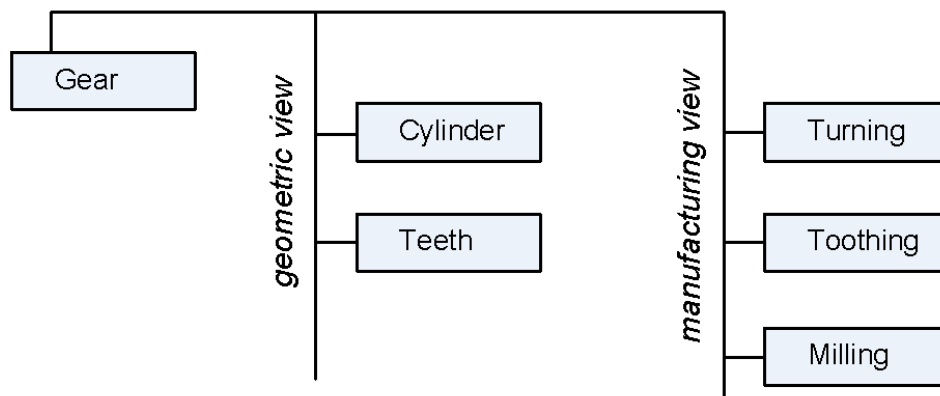 Gear
geometric view
Cylinder
Teeth
manufacturing view
Turning
Toothing
Milling